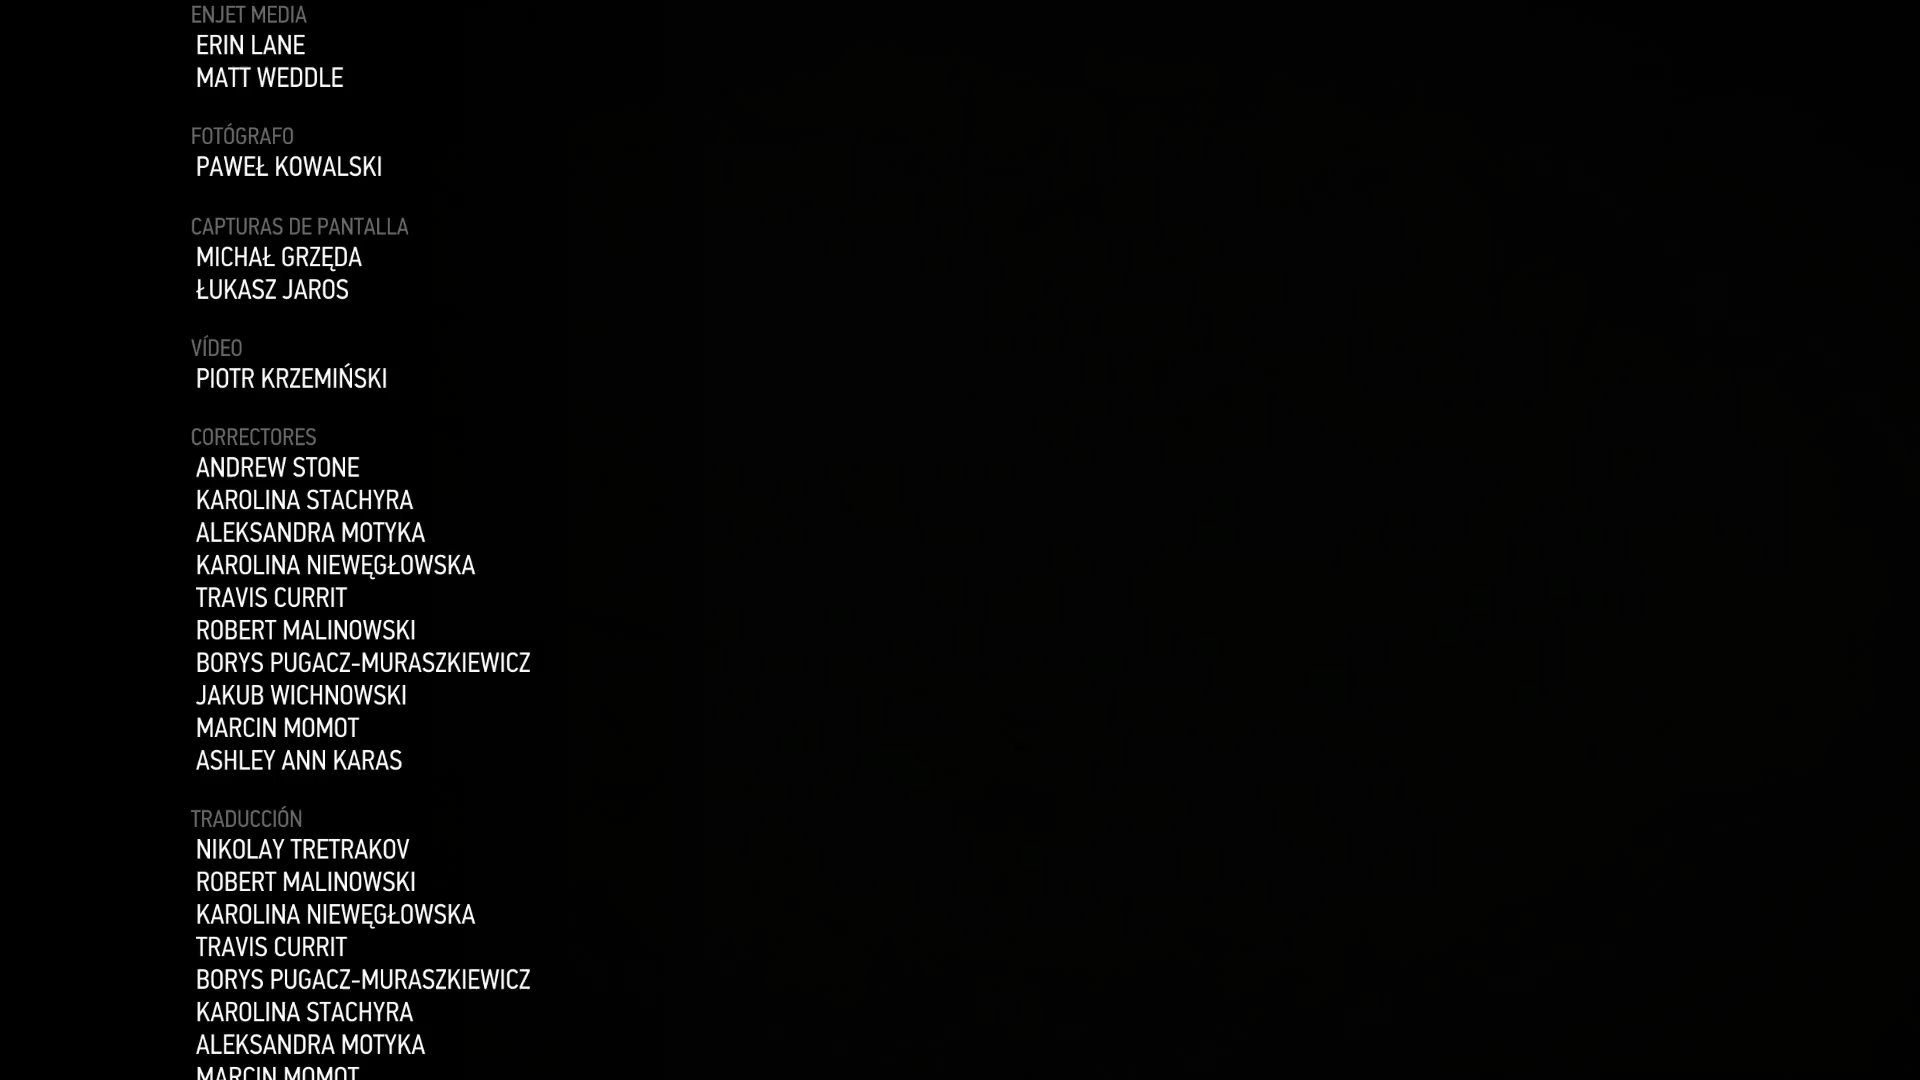 ENJET MEDIA
ERIN LANE
MATT WEDDLE
FOTÓGRAFO
PAWEŁ KOWALSKI
CAPTURAS DE PANTALLA
MICHAŁ GRZĘDA
ŁUKASZ JAROS
VÍDEO
PIOTR KRZEMIŃSKI
CORRECTORES
ANDREW STONE
KAROLINA STACHYRA
ALEKSANDRA MOTYKA
KAROLINA NIEWĘGŁOWSKA
TRAVIS CURRIT
ROBERT MALINOWSKI
BORYS PUGACZ-MURASZKIEWICZ
JAKUB WICHNOWSKI
MARCIN MOMOT
ASHLEY ANN KARAS
TRADUCCIÓN
NIKOLAY TRETRAKOV
ROBERT MALINOWSKI
KAROLINA NIEWĘGŁOWSKA
TRAVIS CURRIT
BORYS PUGACZ-MURASZKIEWICZ
KAROLINA STACHYRA
ALEKSANDRA MOTYKA
MARCIN MOMOT